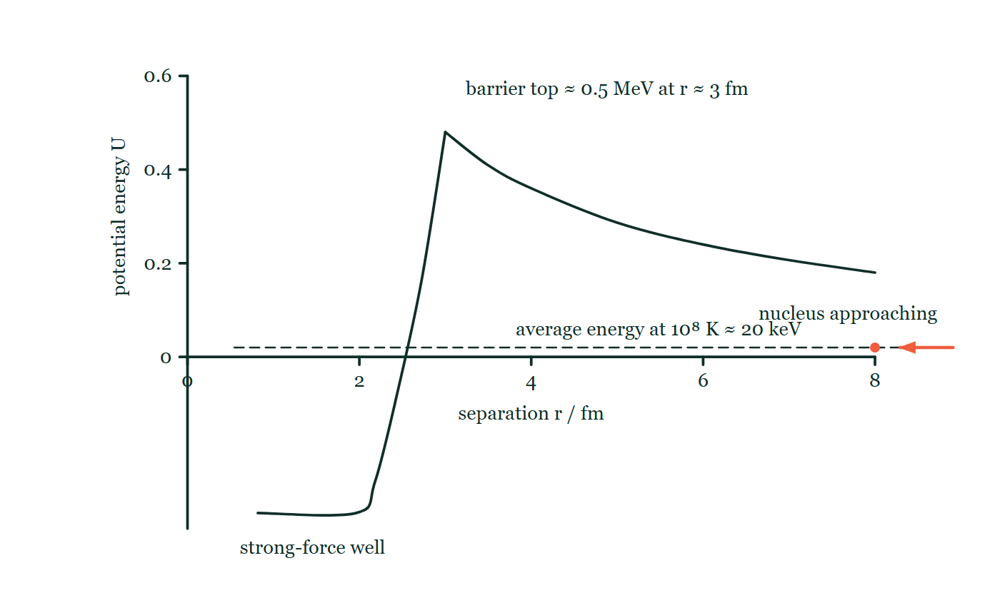 0.6
barrier top ≈ 0.5 MeV at r ≈ 3 fm
potential energy U
0.4
0.2
nucleus approaching
average energy at 10⁸ K ≈ 20 keV
0
0 2 4 6 8
separation r / fm
strong-force well